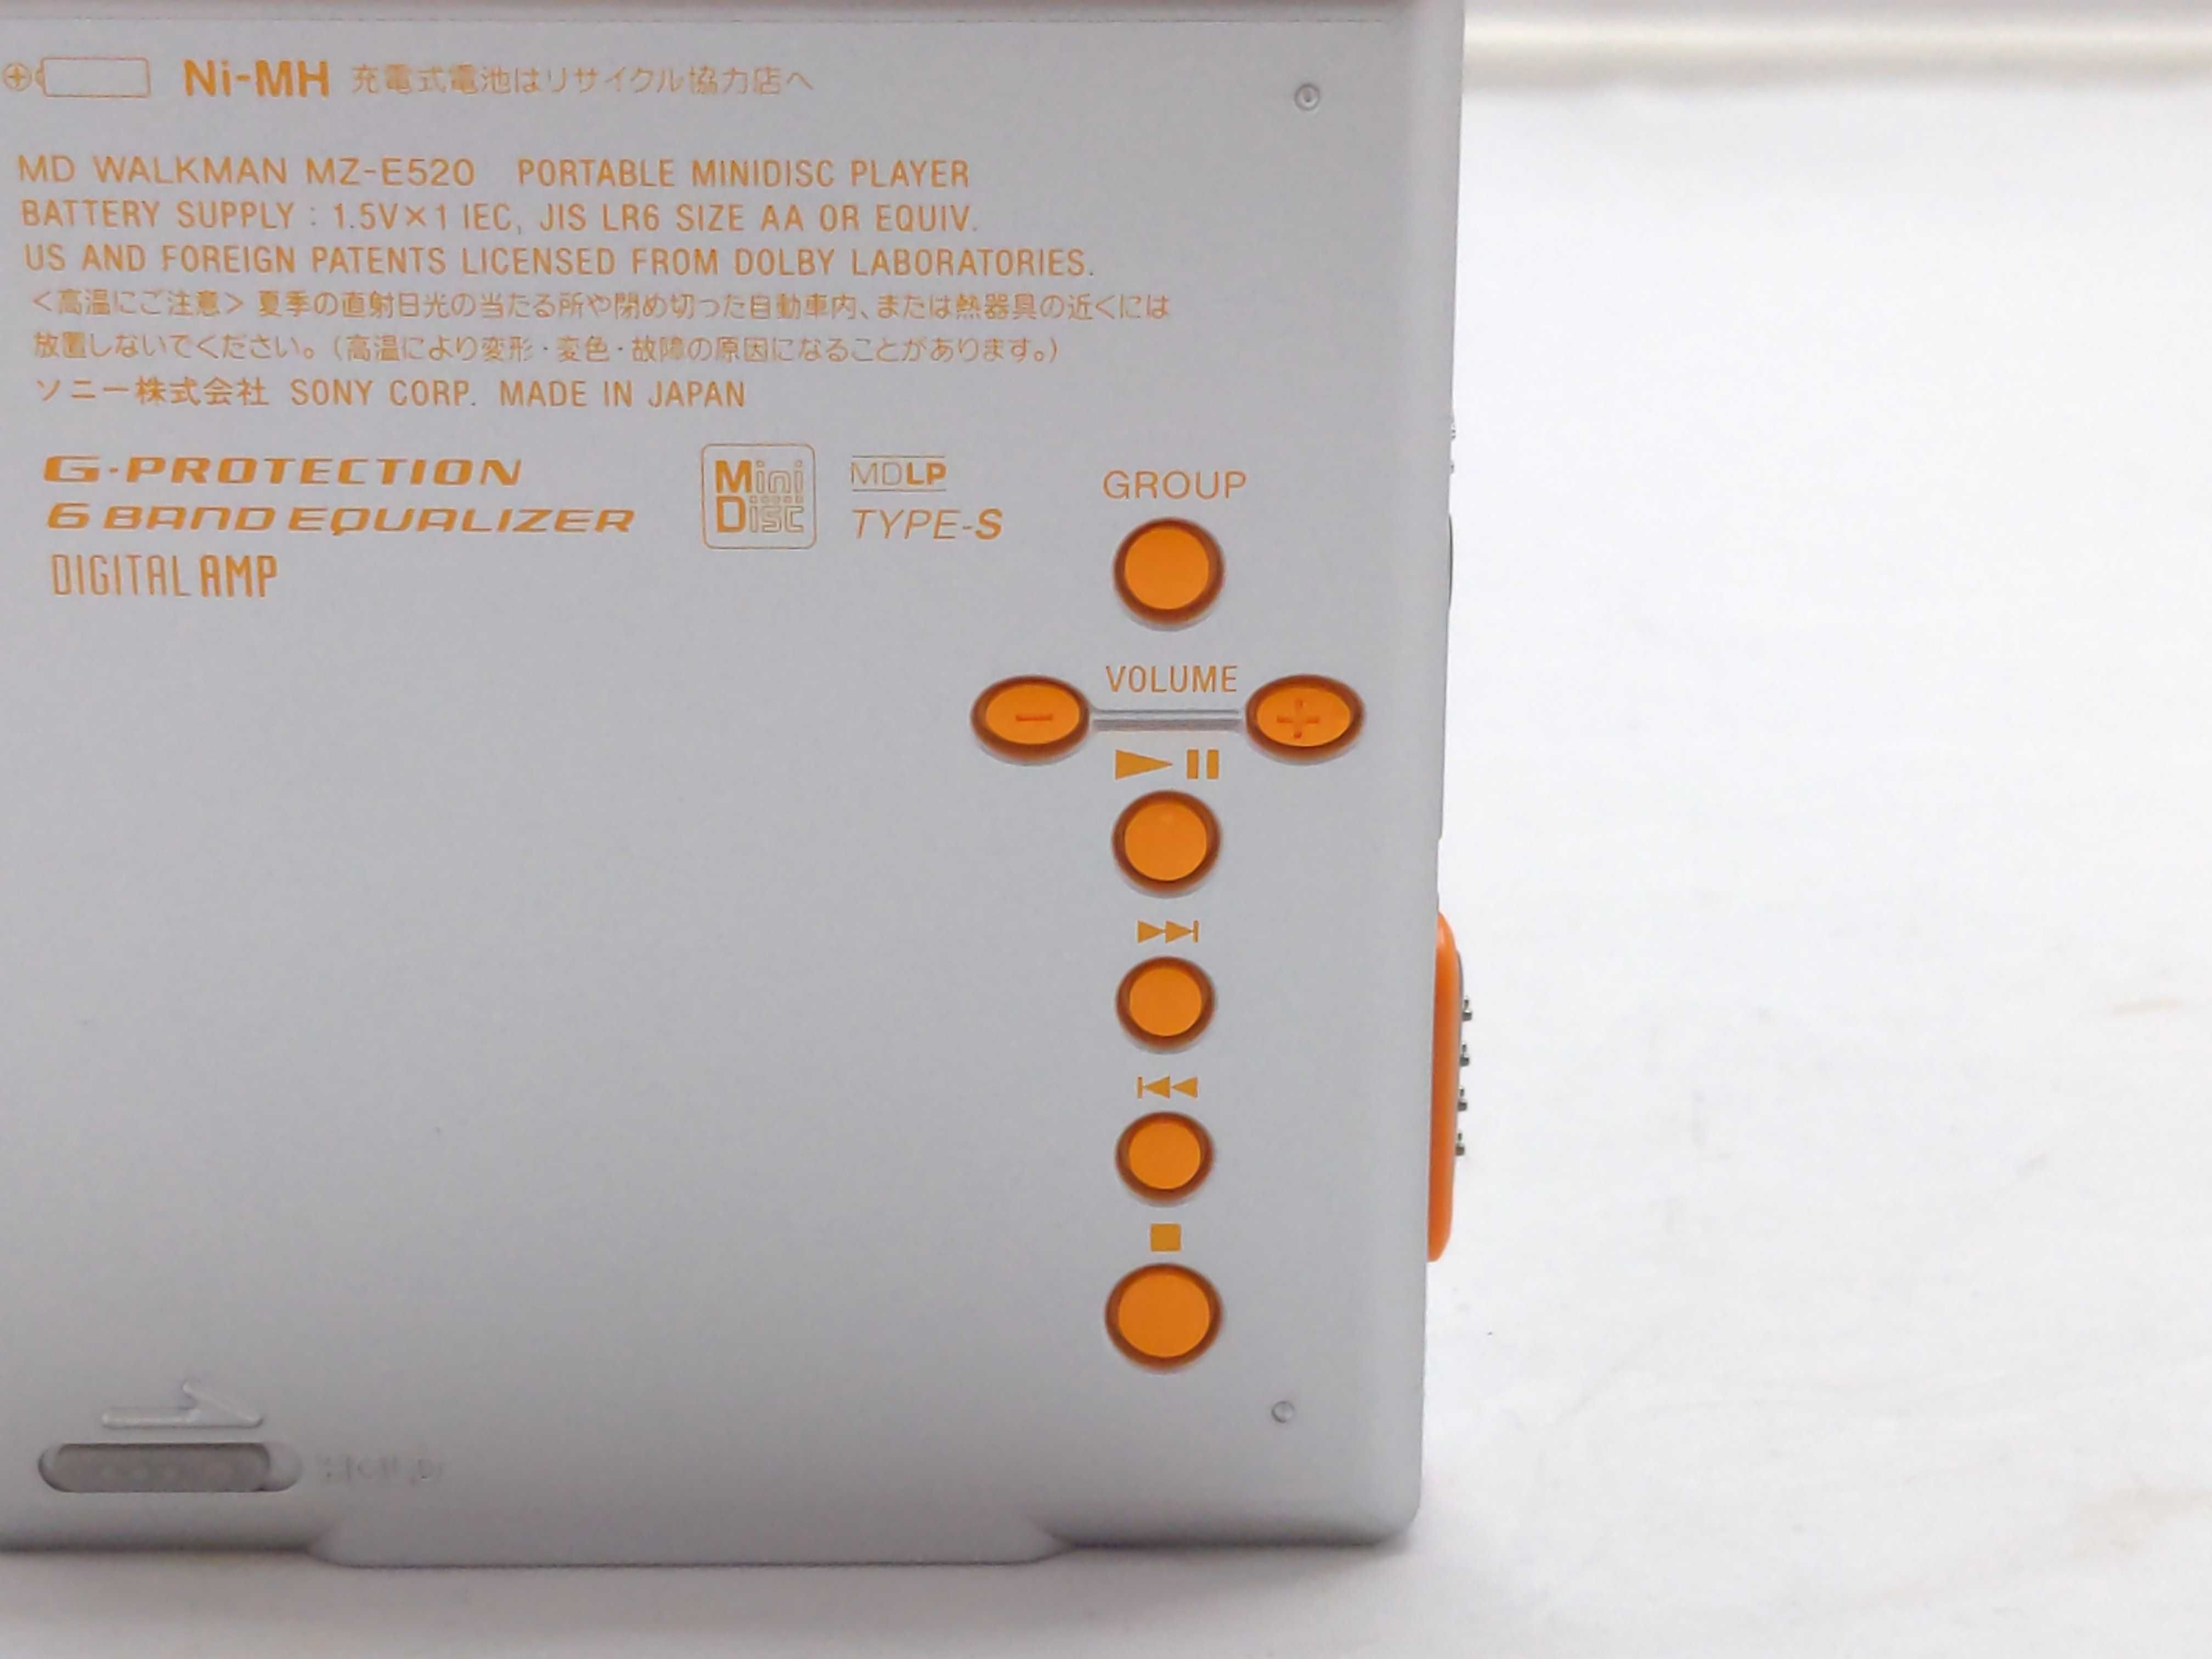 Ni-MH 充電式電池はリサイクル協力店へ
MD WALKMAN MZ-E520 PORTABLE MINIDISC PLAYER
BATTERY SUPPLY : 1.5V×1 IEC, JIS LR6 SIZE AA OR EQUIV.
US AND FOREIGN PATENTS LICENSED FROM DOLBY LABORATORIES.
＜高温にご注意＞夏季の直射日光の当たる所や閉め切った自動車内、または熱器具の近くには
放置しないでください。（高温により変形・変色・故障の原因になることがあります。）
ソニー株式会社 SONY CORP. MADE IN JAPAN
G-PROTECTION
6 BAND EQUALIZER
DIGITAL AMP
Mini
Disc
MDLP
TYPE-S
GROUP
VOLUME
− +